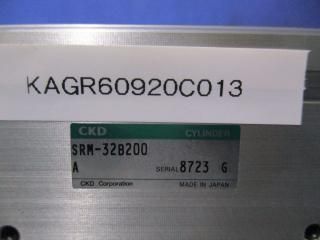 KAGR60920C013
CKD CYLINDER
SRM-32B200
A SERIAL 8723 G
CKD Corporation MADE IN JAPAN